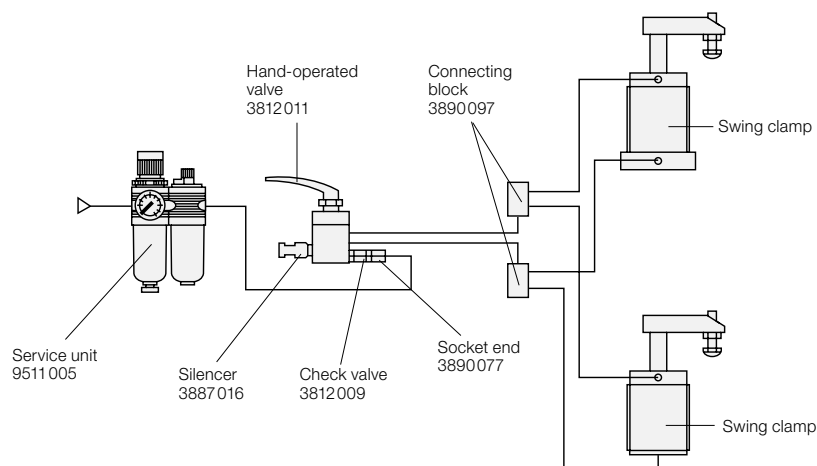 Hand-operated
valve
3812011
Connecting
block
3890097
Swing clamp
Service unit
9511005
Silencer
3887016
Check valve
3812009
Socket end
3890077
Swing clamp